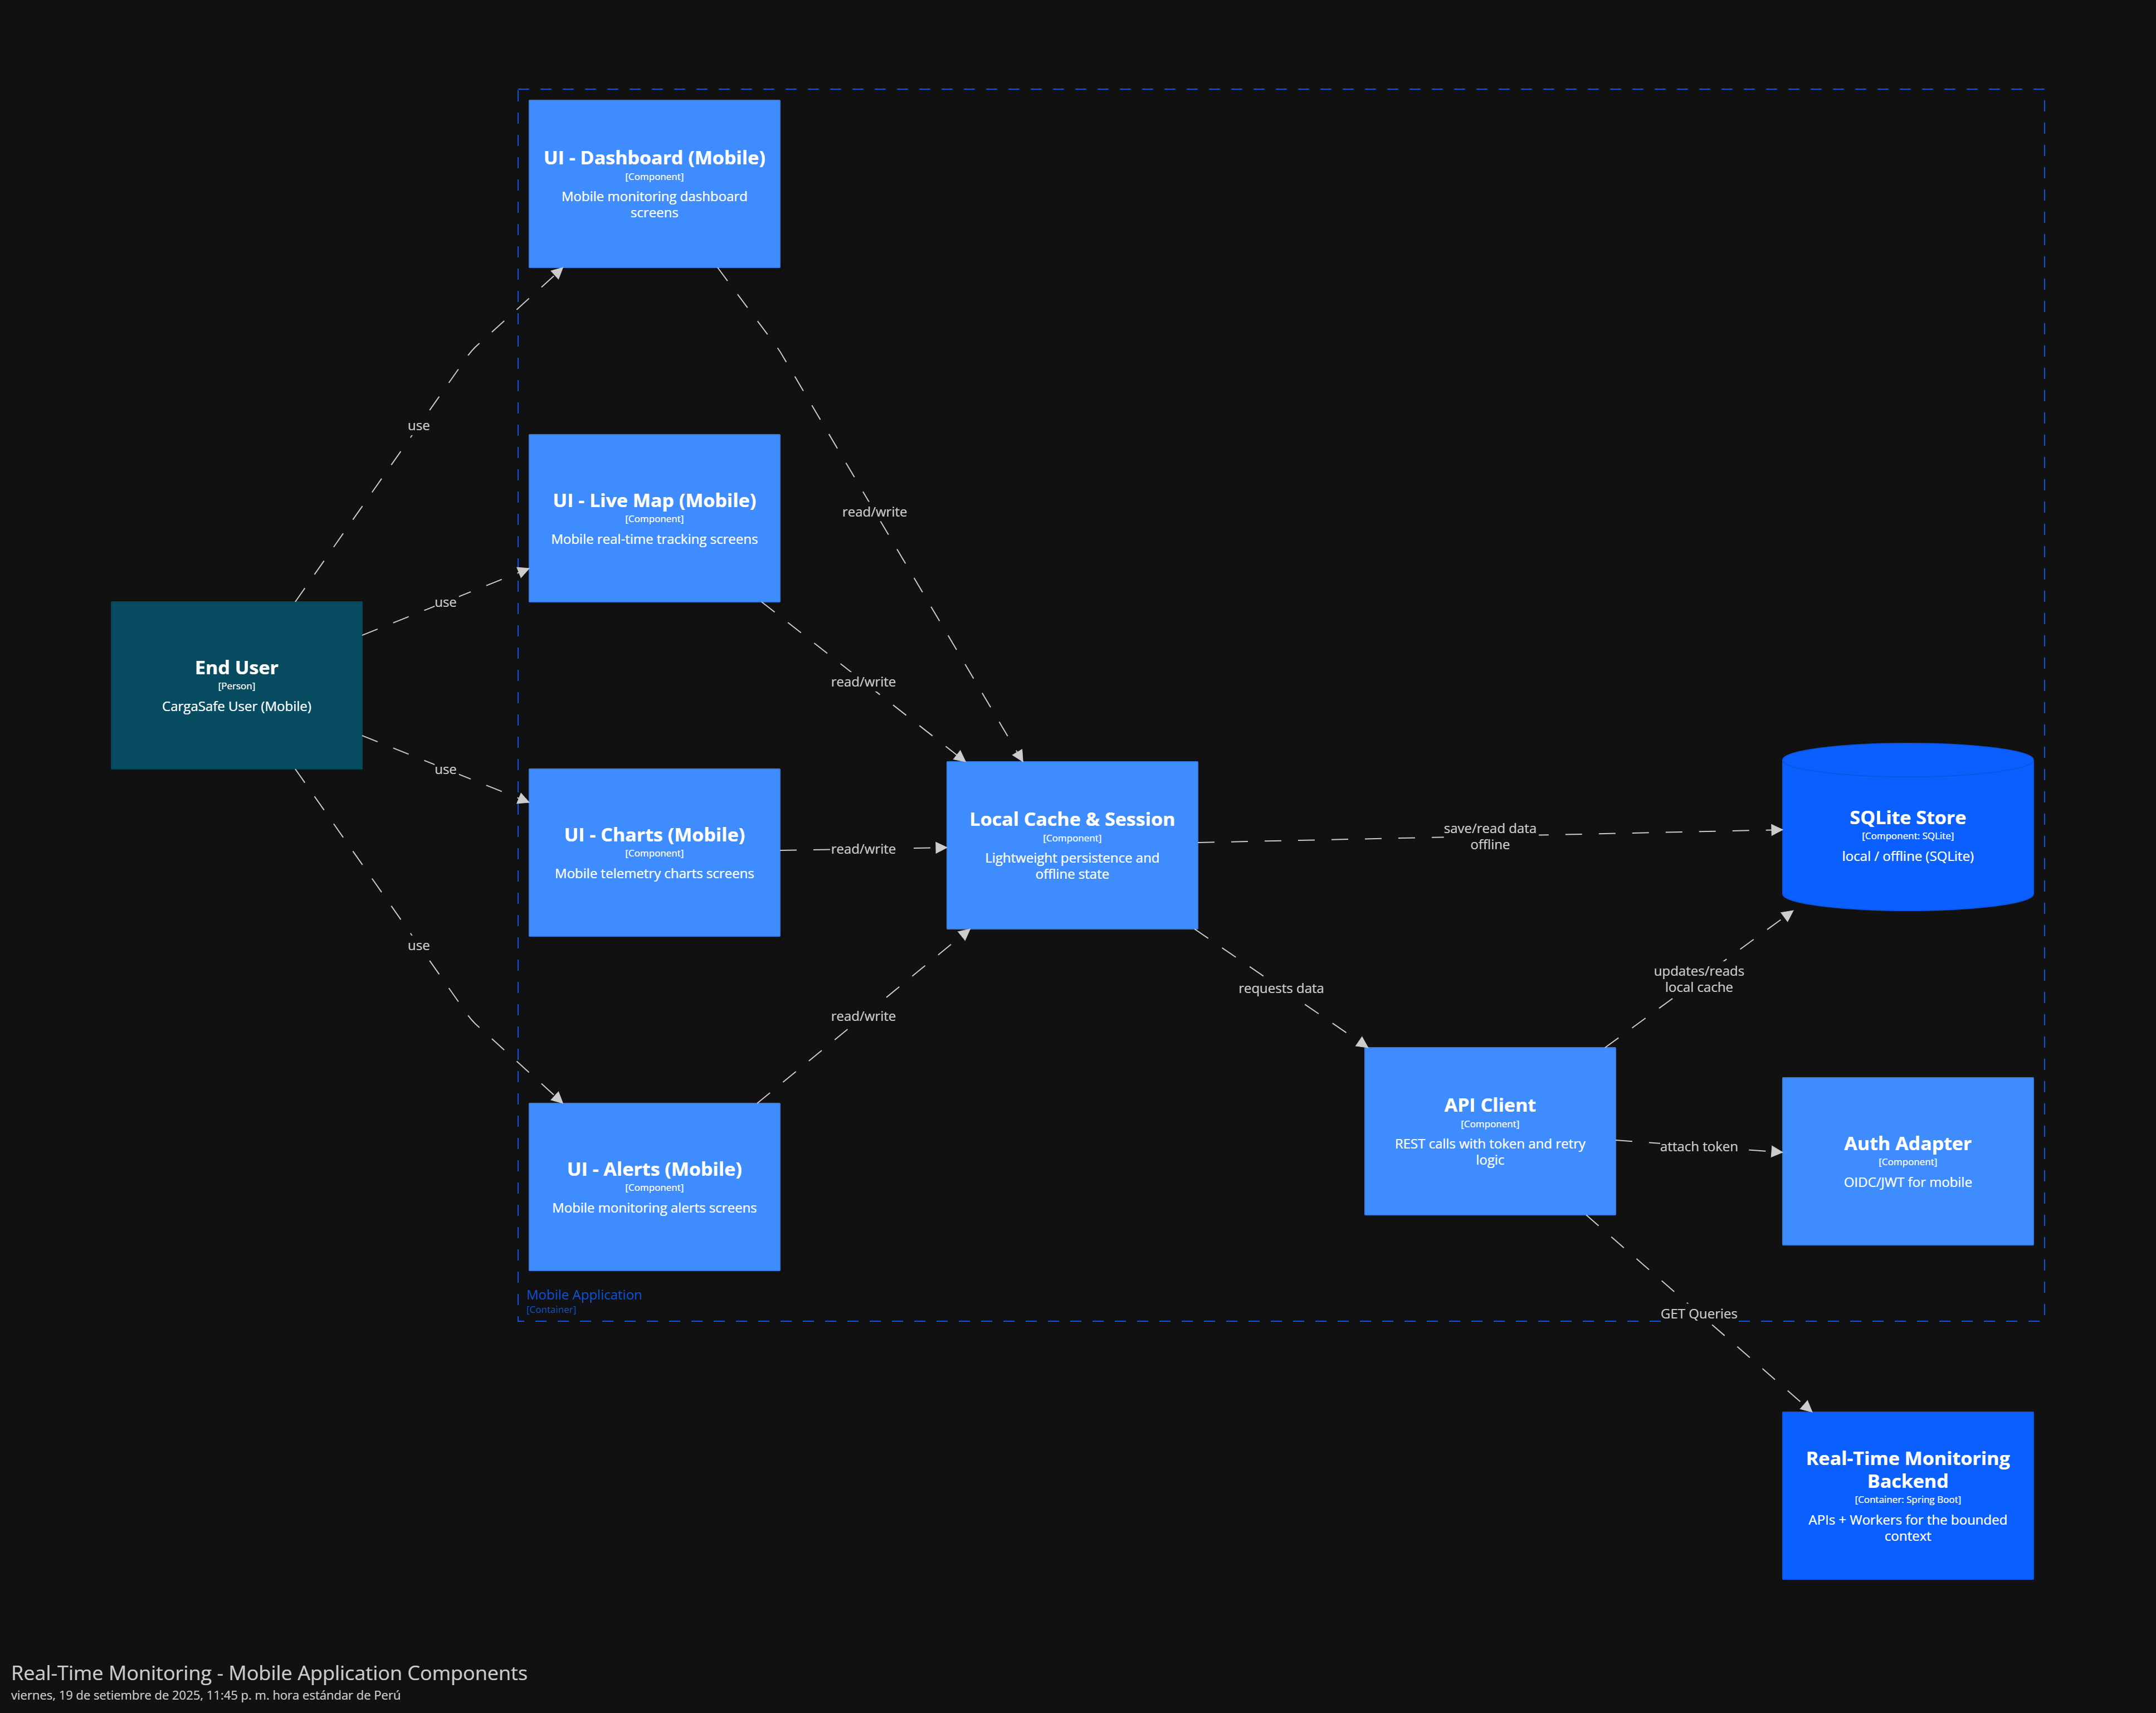 UI - Dashboard (Mobile)
[Component]
Mobile monitoring dashboard
screens
use
UI - Live Map (Mobile)
[Component]
Mobile real-time tracking screens
read/write
use
End User
[Person]
CargaSafe User (Mobile)
read/write
use
UI - Charts (Mobile)
[Component]
Mobile telemetry charts screens
read/write
Local Cache & Session
[Component]
Lightweight persistence and
offline state
save/read data
offline
SQLite Store
[Component: SQLite]
local / offline (SQLite)
use
read/write
requests data
updates/reads
local cache
UI - Alerts (Mobile)
[Component]
Mobile monitoring alerts screens
API Client
[Component]
REST calls with token and retry
logic
attach token
Auth Adapter
[Component]
OIDC/JWT for mobile
Mobile Application
[Container]
GET Queries
Real-Time Monitoring
Backend
[Container: Spring Boot]
APIs + Workers for the bounded
context
Real-Time Monitoring - Mobile Application Components
viernes, 19 de setiembre de 2025, 11:45 p. m. hora estándar de Perú